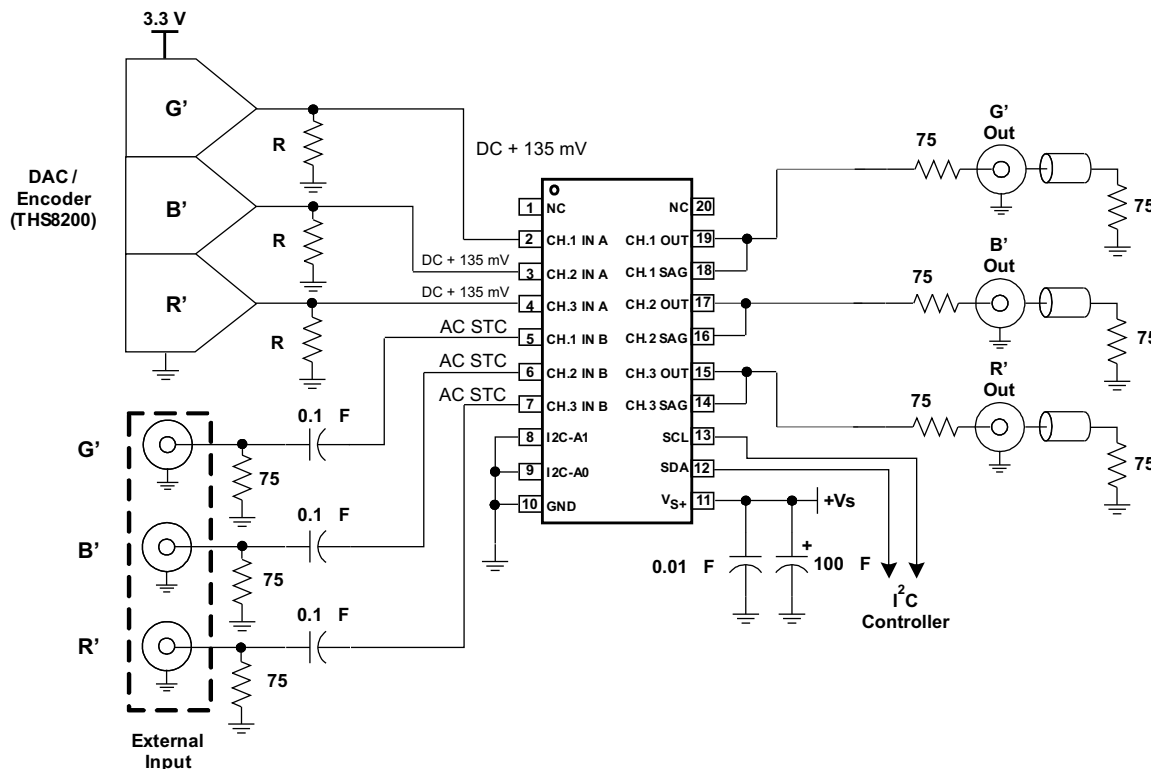 3.3 V
G'
B'
R'
DAC /
Encoder
(THS8200)
R
R
R
DC + 135 mV
DC + 135 mV
DC + 135 mV
AC STC
AC STC
AC STC
0.1 F
0.1 F
0.1 F
G'
B'
R'
75
75
75
External
Input
1 NC
2 CH.1 IN A
3 CH.2 IN A
4 CH.3 IN A
5 CH.1 IN B
6 CH.2 IN B
7 CH.3 IN B
8 I2C-A1
9 I2C-A0
10 GND
NC 20
CH.1 OUT 19
CH.1 SAG 18
CH.2 OUT 17
CH.2 SAG 16
CH.3 OUT 15
CH.3 SAG 14
SCL 13
SDA 12
VS+ 11
+Vs
0.01 F
+
100 F
I2C
Controller
75
G'
Out
75
75
B'
Out
75
75
R'
Out
75